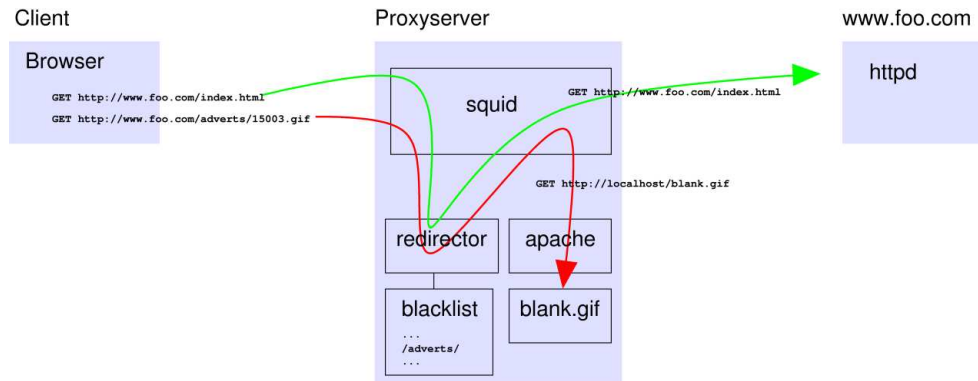 Client
Proxyserver
www.foo.com
Browser
httpd
GET http://www.foo.com/index.html
GET http://www.foo.com/adverts/15003.gif
squid
GET http://www.foo.com/index.html
GET http://localhost/blank.gif
redirector
apache
blacklist
...
/adverts/
...
blank.gif